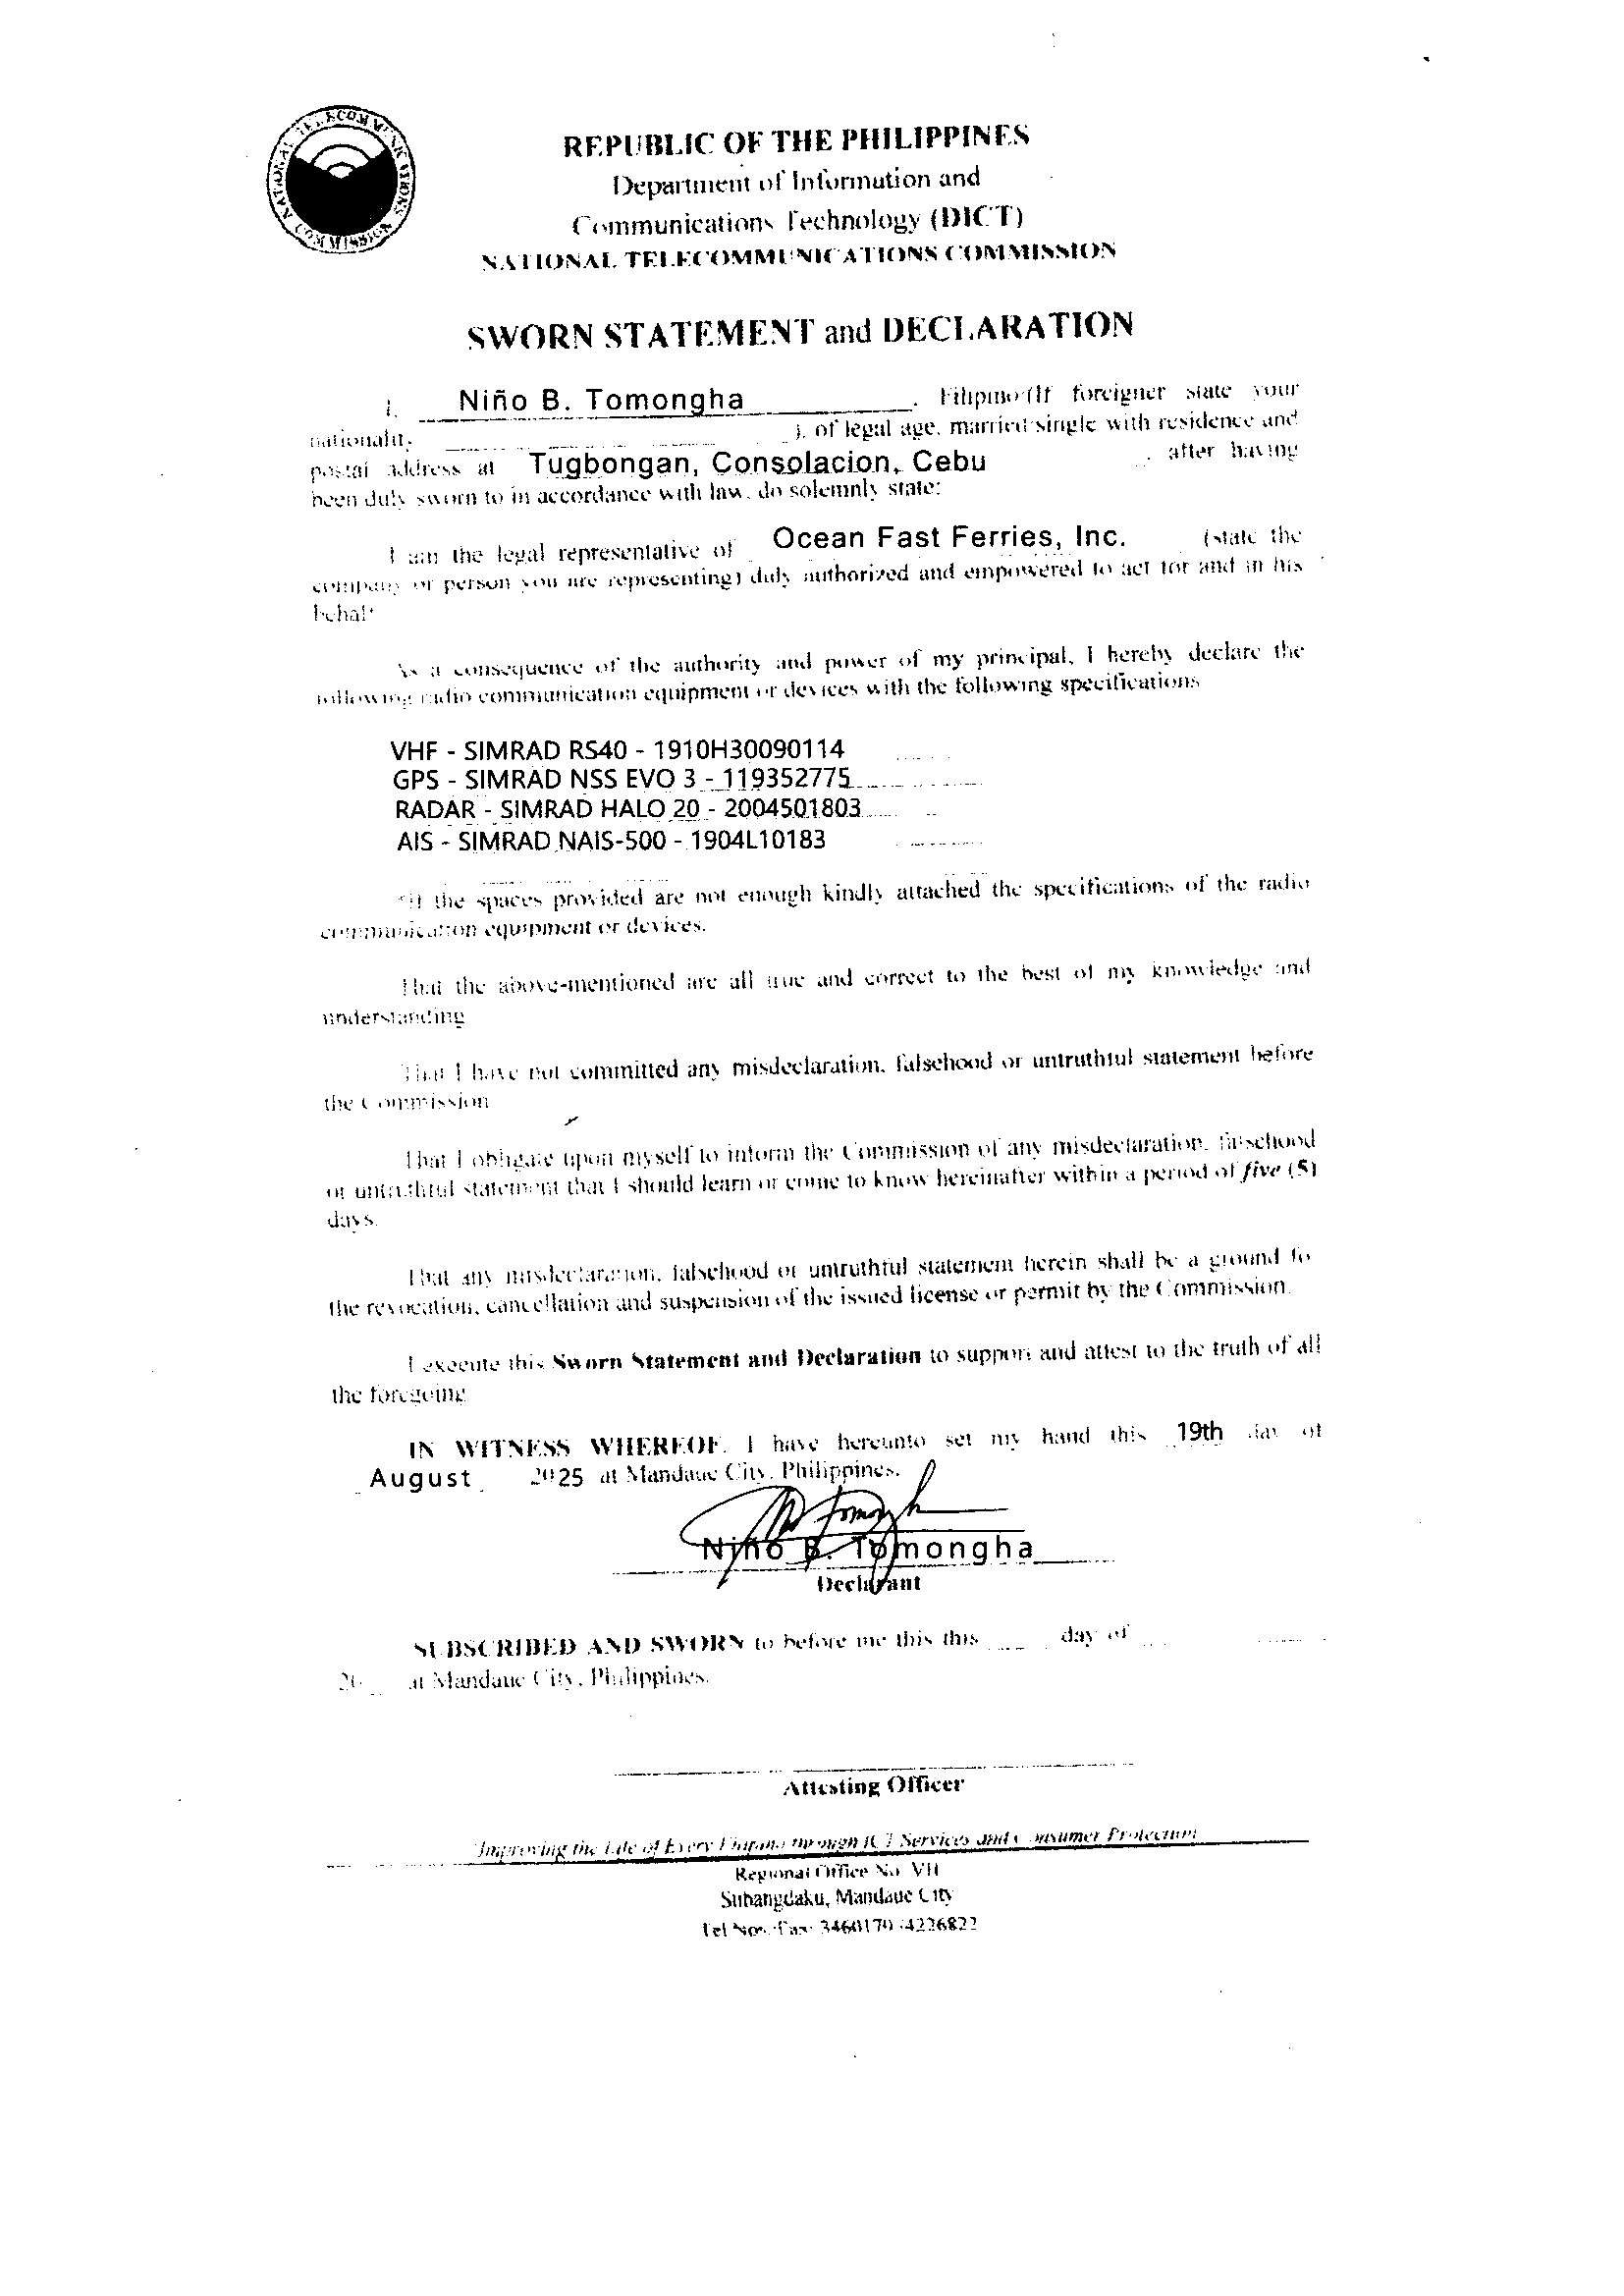 NATIONAL TELECOMMUNICATIONS COMMISSION
REPUBLIC OF THE PHILIPPINES
Department of Information and
Communications Technology (DICT)
NATIONAL TELECOMMUNICATIONS COMMISSION
SWORN STATEMENT and DECLARATION
I, Niño B. Tomongha, Filipino (If foreigner state your
nationality, ), of legal age, married/single with residence and
postal address at Tugbongan, Consolacion, Cebu, after having
been duly sworn to in accordance with law, do solemnly state:
I am the legal representative of Ocean Fast Ferries, Inc. (state the
company or person you are representing) duly authorized and empowered to act for and in his
behalf
As a consequence of the authority and power of my principal, I hereby declare the
following radio communication equipment or devices with the following specifications
VHF - SIMRAD RS40 - 1910H30090114
GPS - SIMRAD NSS EVO 3 - 119352775
RADAR - SIMRAD HALO 20 - 2004501803
AIS - SIMRAD NAIS-500 - 1904L10183
*If the spaces provided are not enough kindly attached the specifications of the radio
communication equipment or devices.
That the above-mentioned are all true and correct to the best of my knowledge and
understanding
That I have not committed any misdeclaration, falsehood or untruthful statement before
the Commission
That I obligate upon myself to inform the Commission of any misdeclaration, falsehood
or untruthful statement that I should learn or come to know hereinafter within a period of five (5)
days.
That any misdeclaration, falsehood or untruthful statement herein shall be a ground fo
the revocation, cancellation and suspension of the issued license or permit by the Commission.
I execute this Sworn Statement and Declaration to support and attest to the truth of all
the foregoing
IN WITNESS WHEREOF, I have hereunto set my hand this 19th day of
August 2025 at Mandaue City, Philippines.
Niño B. Tomongha
Declarant
SUBSCRIBED AND SWORN to before me this this day of
20 at Mandaue City, Philippines.
Attesting Officer
"Improving the Life of Every Filipino through ICT Services and Consumer Protection"
Regional Office No. VII
Subangdaku, Mandaue City
Tel Nos./Fax: 3460170 /4226822